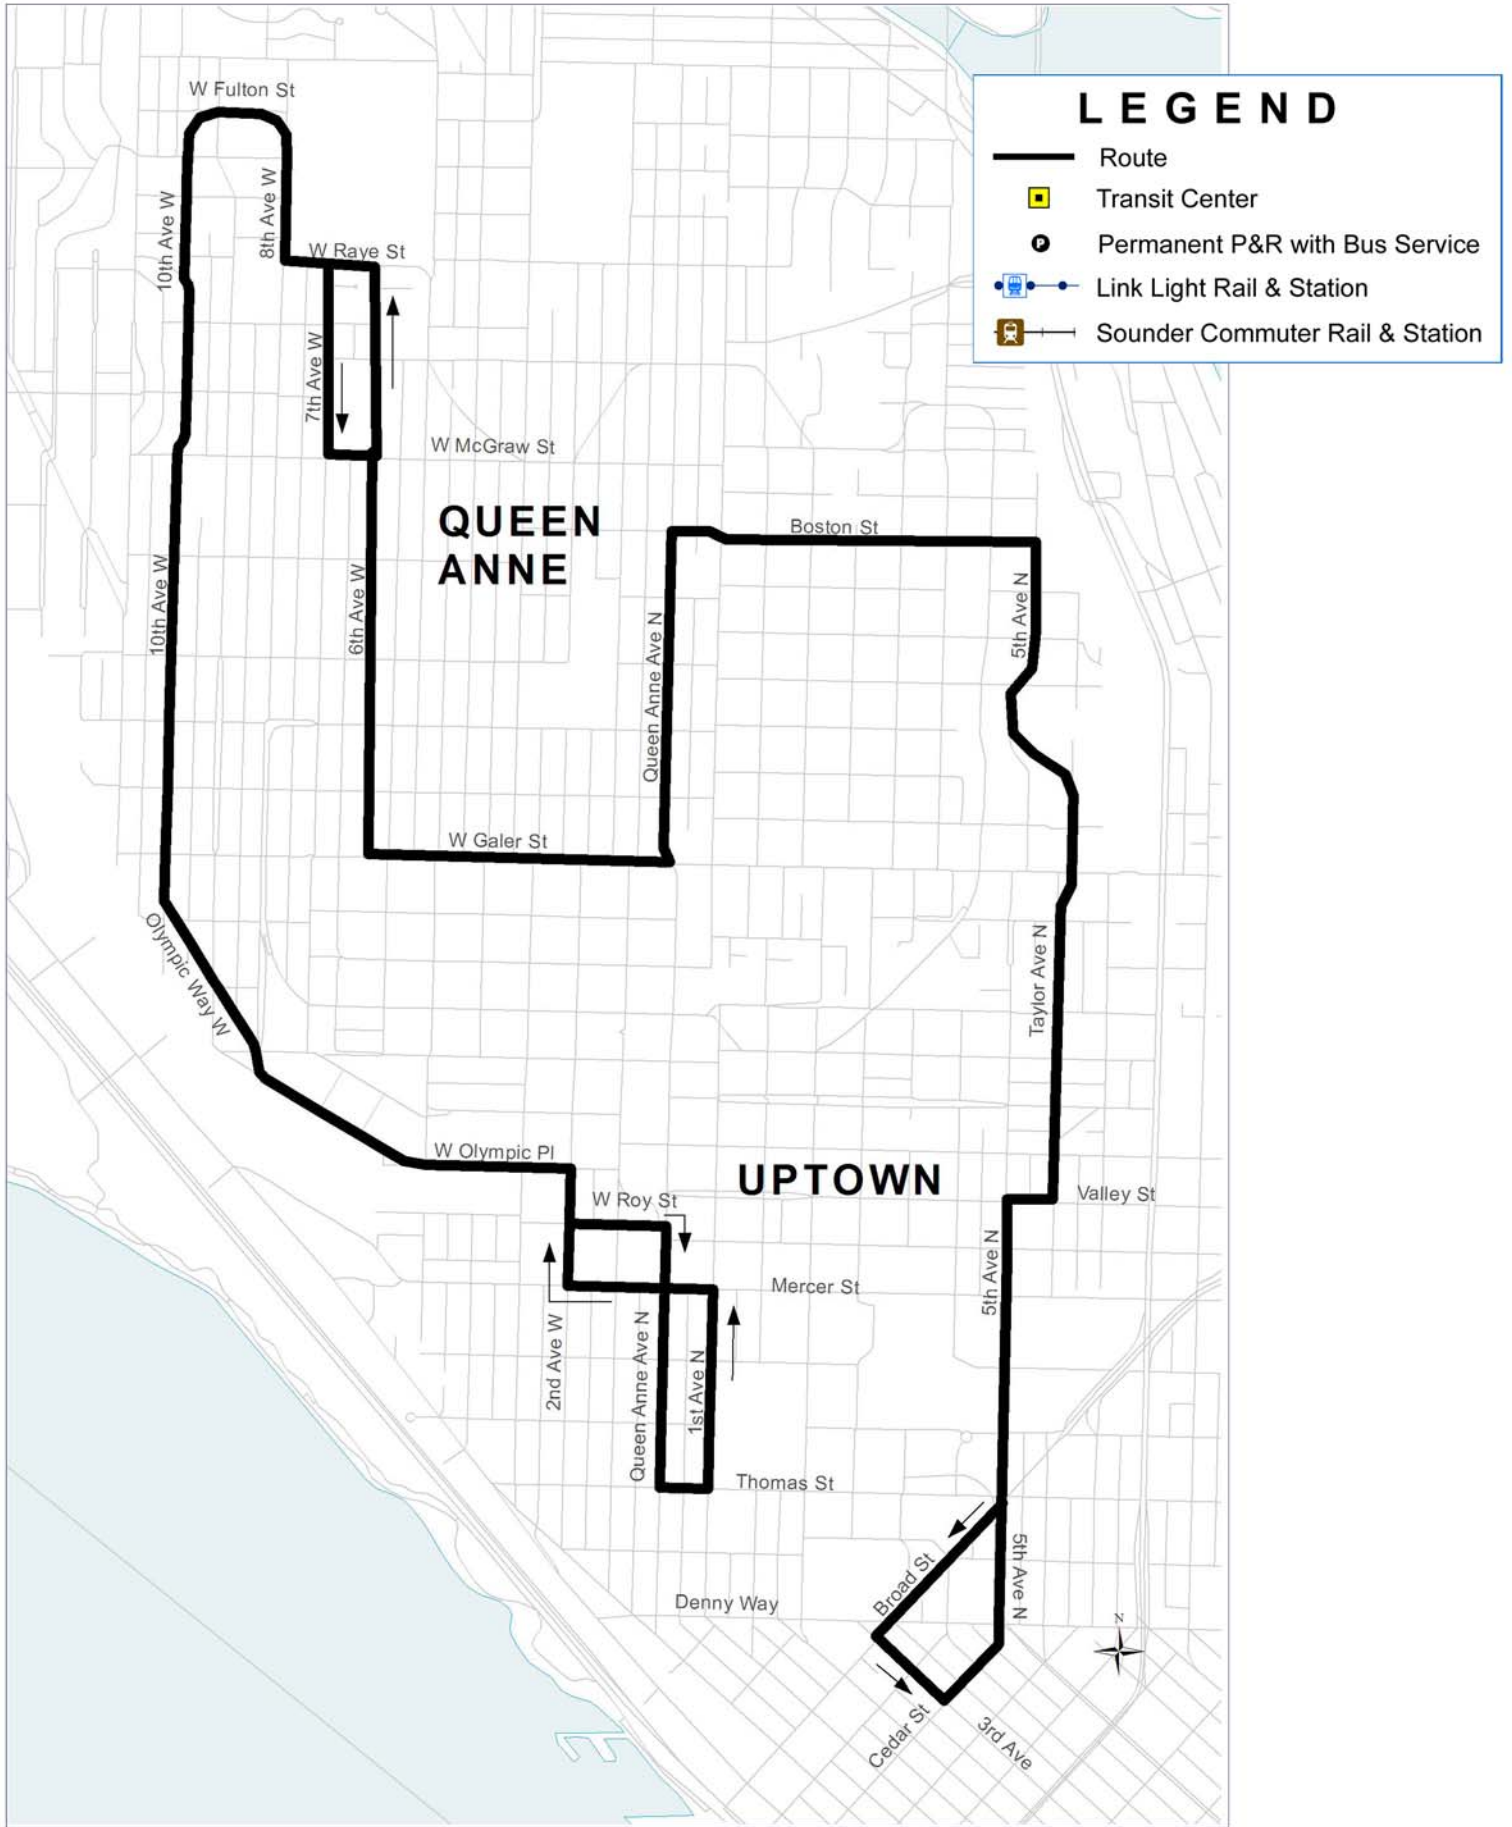 W Fulton St
LEGEND
Route
Transit Center
P
Permanent P&R with Bus Service
Link Light Rail & Station
Sounder Commuter Rail & Station
10th Ave W
8th Ave W
W Raye St
7th Ave W
W McGraw St
QUEEN
ANNE
Boston St
10th Ave W
6th Ave W
Queen Anne Ave N
5th Ave N
W Galer St
Olympic Way W
Taylor Ave N
W Olympic Pl
UPTOWN
W Roy St
Valley St
5th Ave N
Mercer St
2nd Ave W
Queen Anne Ave N
1st Ave N
Thomas St
Broad St
5th Ave N
Denny Way
N
Cedar St
3rd Ave